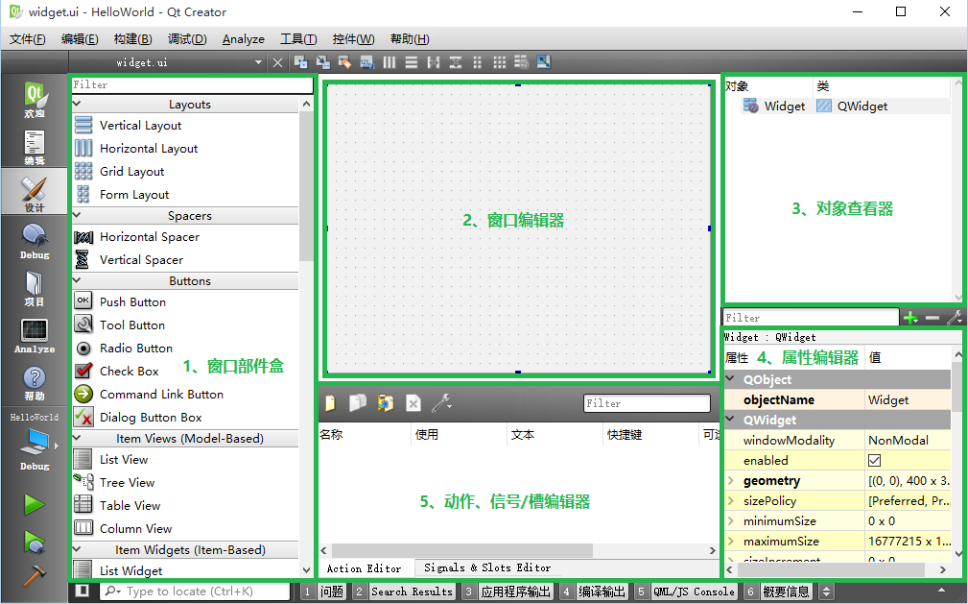 widget.ui - HelloWorld - Qt Creator
文件(F) 编辑(E) 构建(B) 调试(D) Analyze 工具(T) 控件(W) 帮助(H)
widget.ui
Qt
欢迎
编辑
设计
Debug
项目
Analyze
帮助
HelloWorld
Debug
Filter
Layouts
Vertical Layout
Horizontal Layout
Grid Layout
Form Layout
Spacers
Horizontal Spacer
Vertical Spacer
Buttons
OK Push Button
Tool Button
Radio Button
Check Box
Command Link Button
Dialog Button Box
Item Views (Model-Based)
List View
Tree View
Table View
Column View
Item Widgets (Item-Based)
List Widget
1、窗口部件盒
2、窗口编辑器
对象 类
Widget QWidget
3、对象查看器
Filter
Widget : QWidget
属性 值
4、属性编辑器
QObject
objectName Widget
QWidget
windowModality NonModal
enabled
geometry [(0, 0), 400 x 3...
sizePolicy [Preferred, Pr...
minimumSize 0 x 0
maximumSize 16777215 x 1...
sizeIncrement 0 x 0
Filter
名称 使用 文本 快捷键 可选
5、动作、信号/槽编辑器
Action Editor Signals & Slots Editor
Type to locate (Ctrl+K) 1 问题 2 Search Results 3 应用程序输出 4 编译输出 5 QML/JS Console 6 概要信息